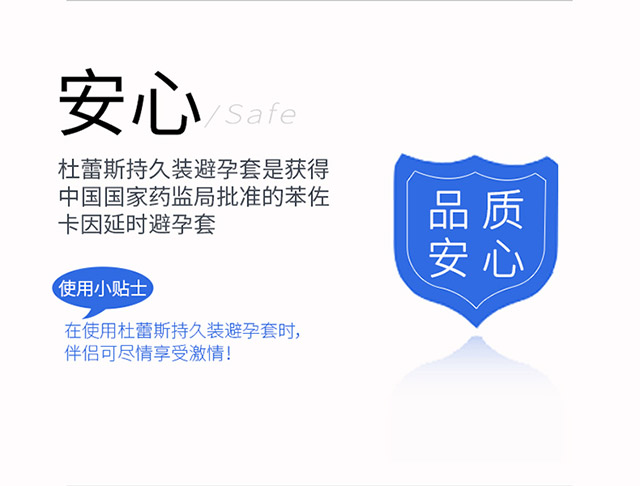 安心/Safe
杜蕾斯持久装避孕套是获得
中国国家药监局批准的苯佐
卡因延时避孕套
品质
安心
使用小贴士
在使用杜蕾斯持久装避孕套时,
伴侣可尽情享受激情!